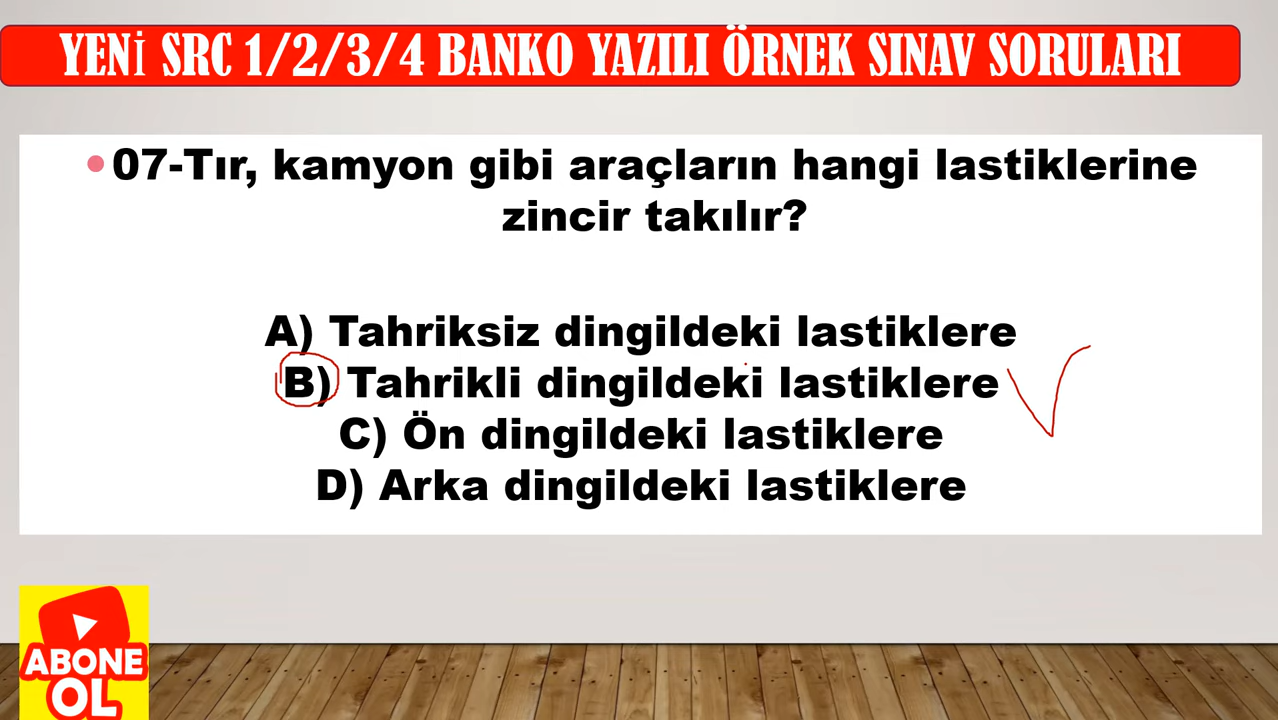 YENİ SRC 1/2/3/4 BANKO YAZILI ÖRNEK SINAV SORULARI
•07-Tır, kamyon gibi araçların hangi lastiklerine
zincir takılır?
A) Tahriksiz dingildeki lastiklere
B) Tahrikli dingildeki lastiklere
C) Ön dingildeki lastiklere
D) Arka dingildeki lastiklere
ABONE
OL